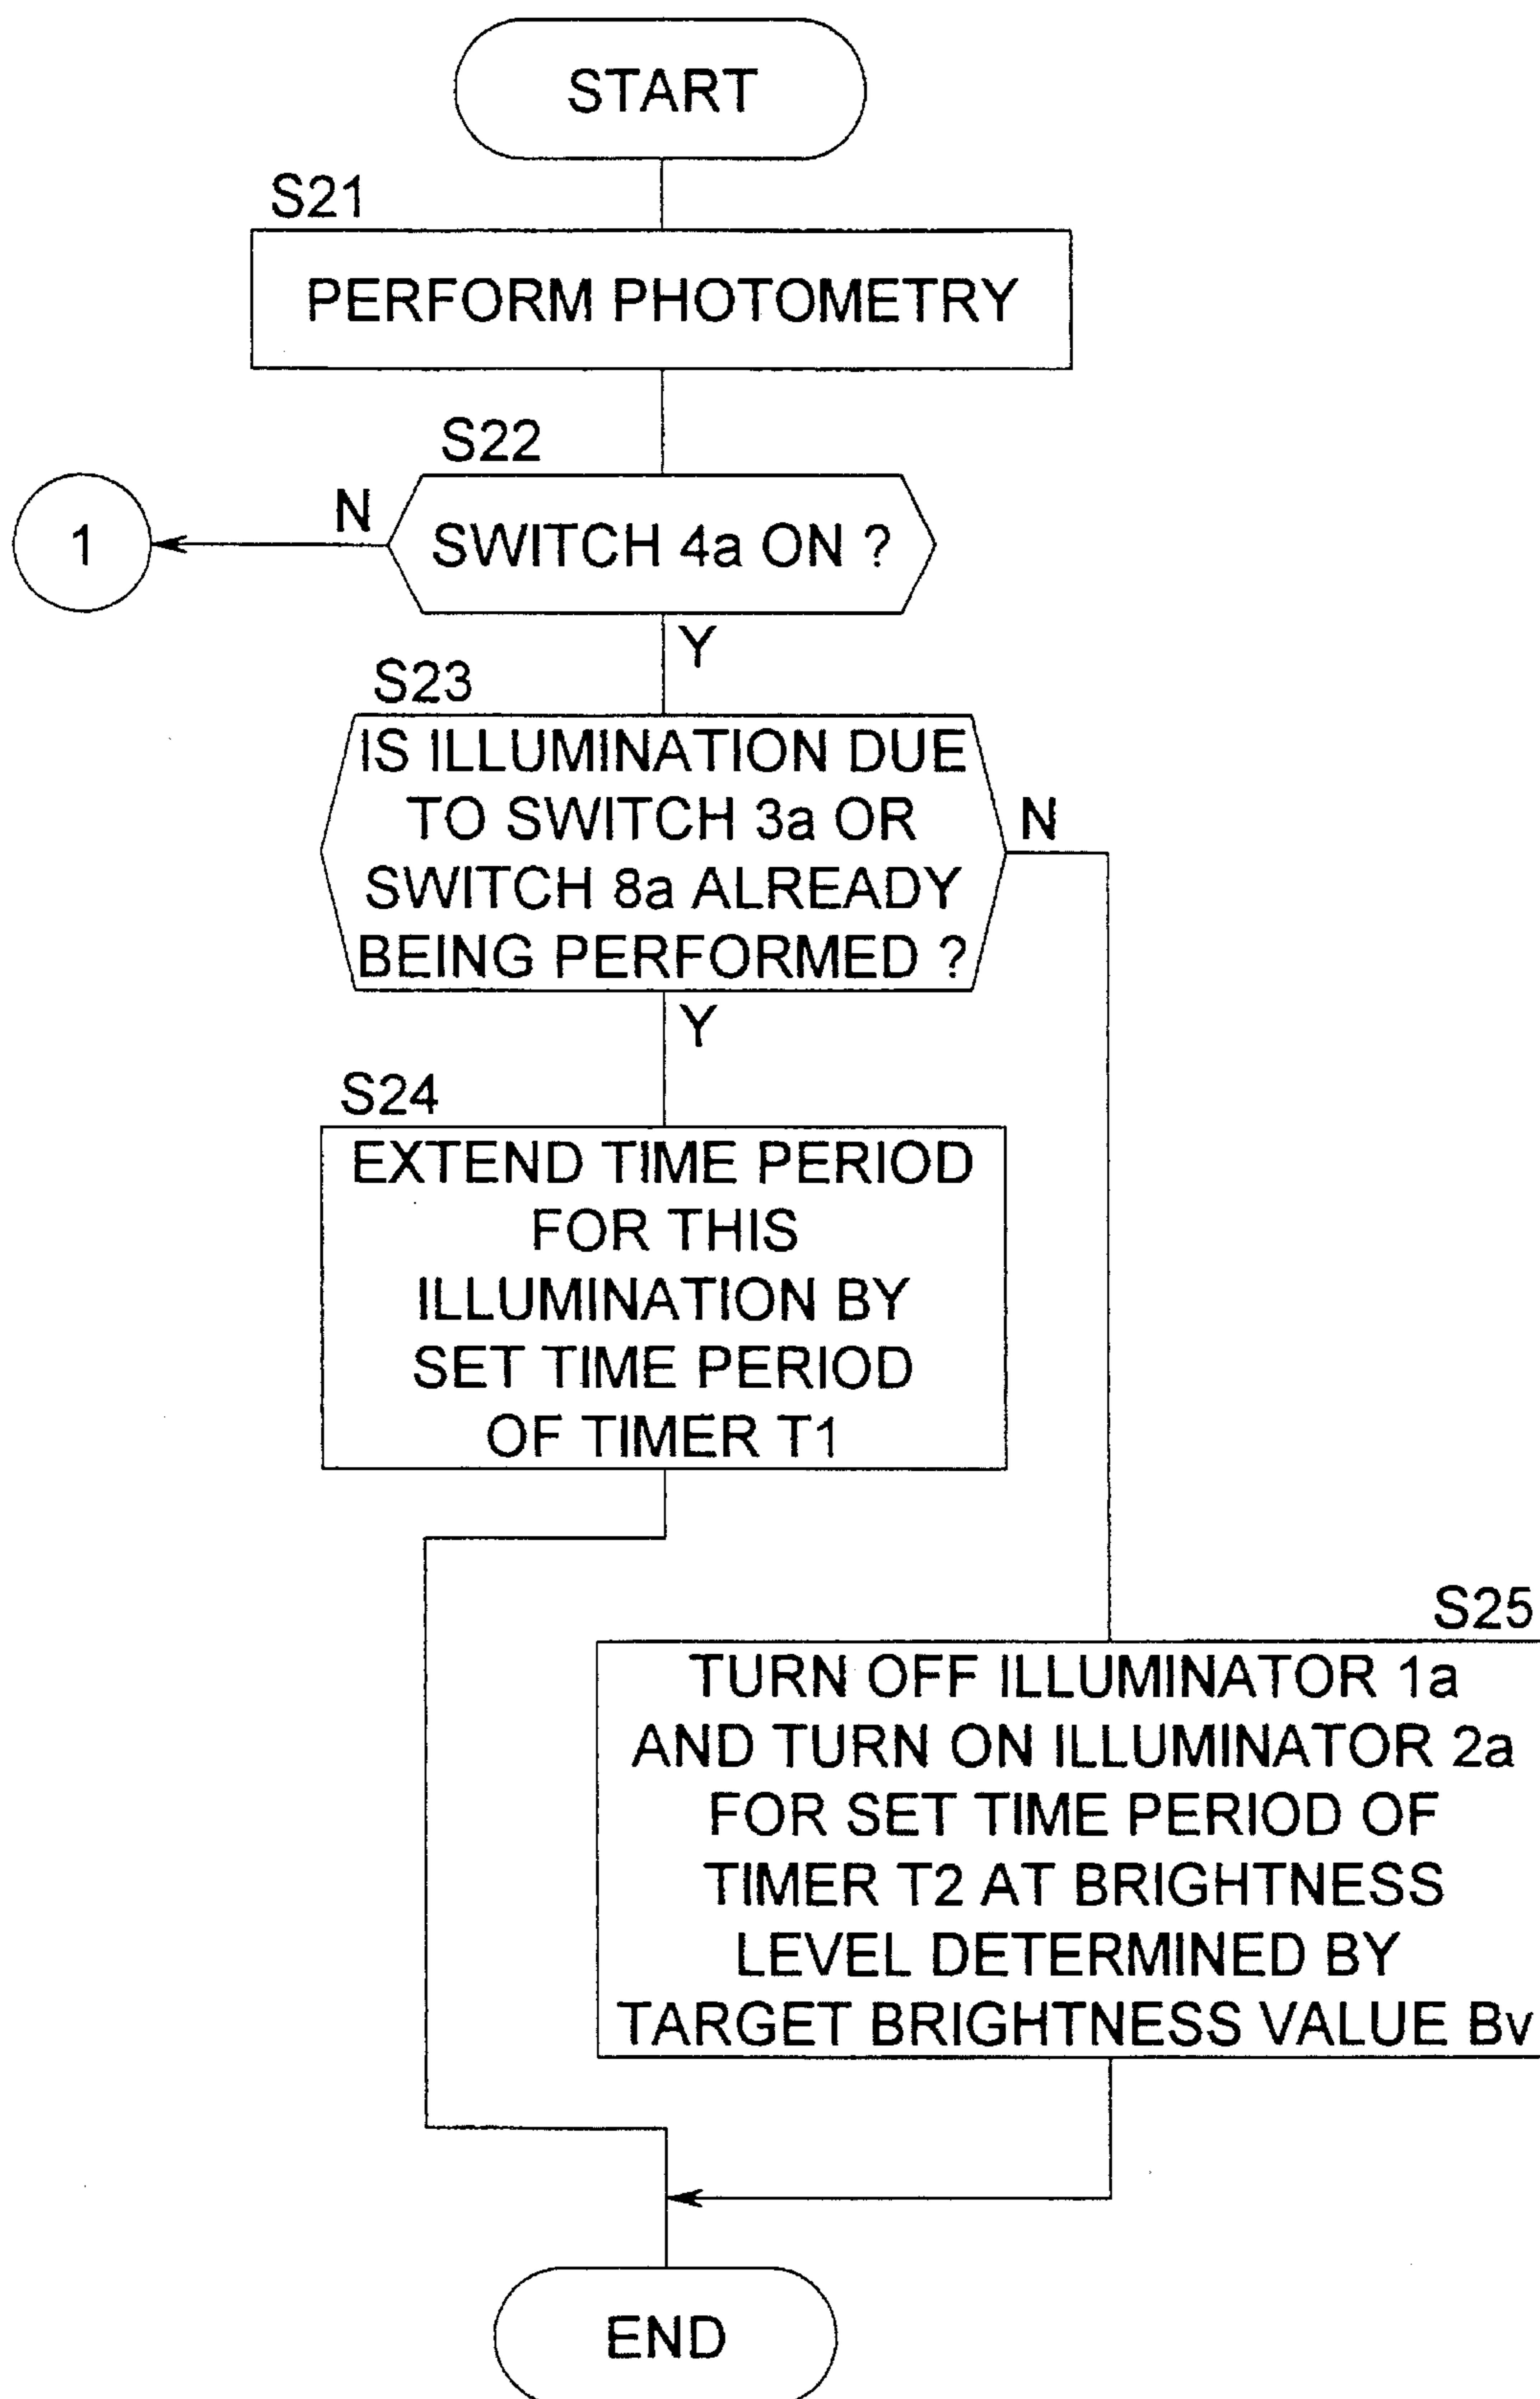 START
S21
PERFORM PHOTOMETRY
S22
1
N
SWITCH 4a ON ?
Y
S23
IS ILLUMINATION DUE
TO SWITCH 3a OR
SWITCH 8a ALREADY
BEING PERFORMED ?
N
Y
S24
EXTEND TIME PERIOD
FOR THIS
ILLUMINATION BY
SET TIME PERIOD
OF TIMER T1
S25
TURN OFF ILLUMINATOR 1a
AND TURN ON ILLUMINATOR 2a
FOR SET TIME PERIOD OF
TIMER T2 AT BRIGHTNESS
LEVEL DETERMINED BY
TARGET BRIGHTNESS VALUE Bv
END